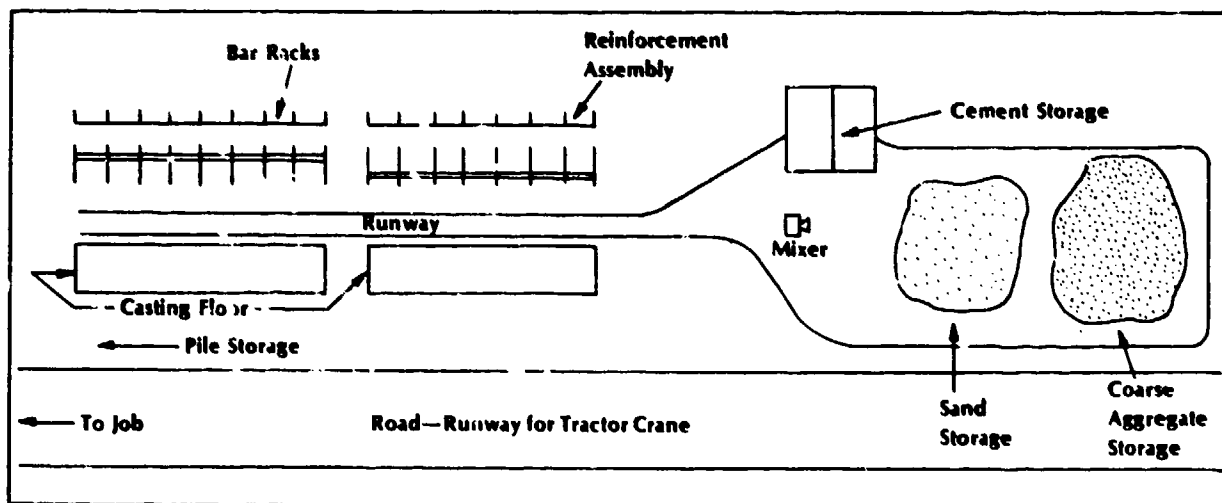 Bar Racks
Reinforcement
Assembly
Cement Storage
Runway
Mixer
Casting Floor
Pile Storage
To Job
Road—Runway for Tractor Crane
Sand
Storage
Coarse
Aggregate
Storage